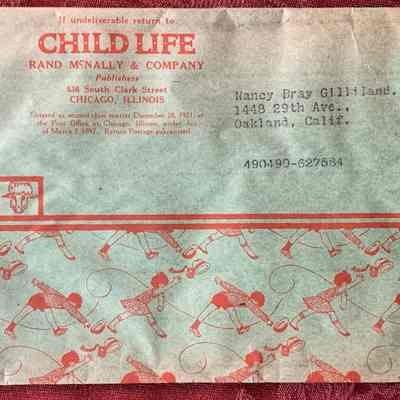 If undeliverable return to
CHILD LIFE
RAND MCNALLY & COMPANY
Publishers
536 South Clark Street
CHICAGO, ILLINOIS
Entered as second class matter December 18, 1921, at
the Post Office at Chicago, Illinois, under Act
of March 3, 1897. Return Postage guaranteed.
Nancy Bray Gilliland.
1448 29th Ave.,
Oakland, Calif.
490490-627584